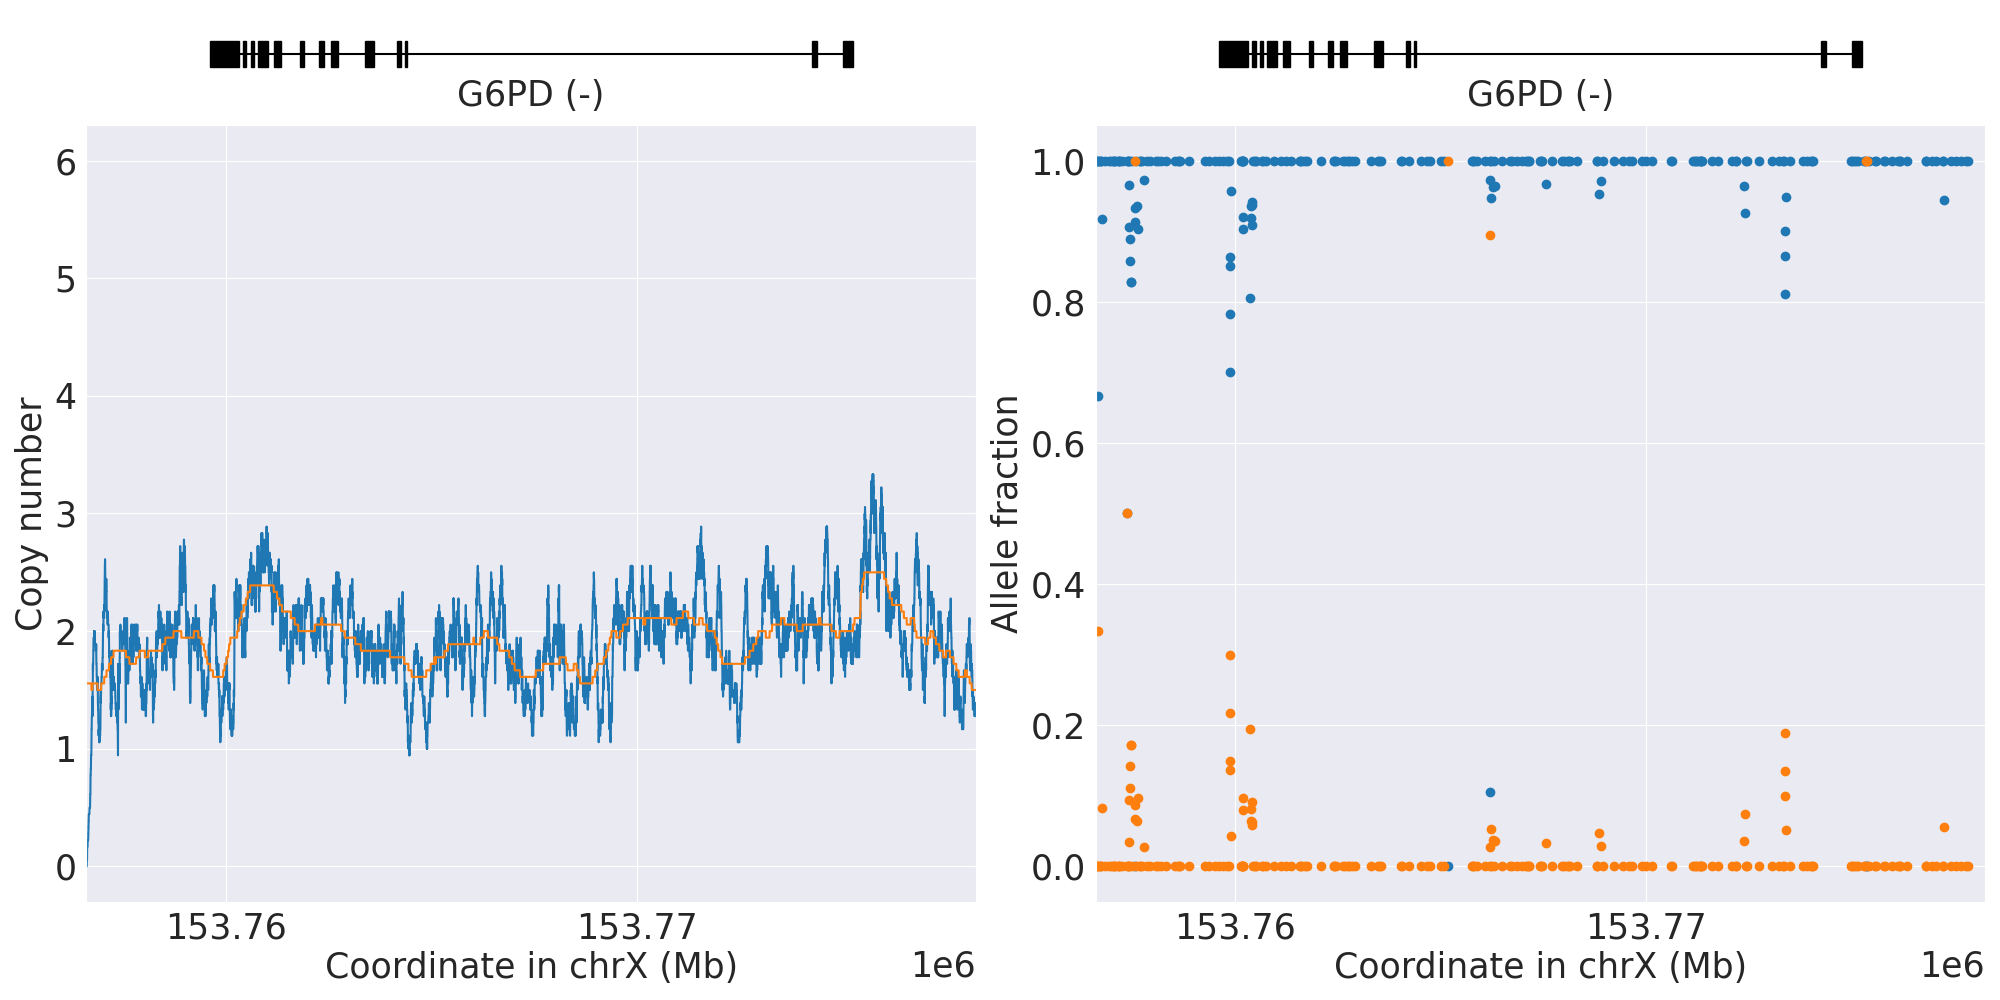 G6PD (-)
6
5
4
3
2
1
0
Copy number
153.76
153.77
Coordinate in chrX (Mb)
1e6
G6PD (-)
1.0
0.8
0.6
0.4
0.2
0.0
Allele fraction
153.76
153.77
Coordinate in chrX (Mb)
1e6